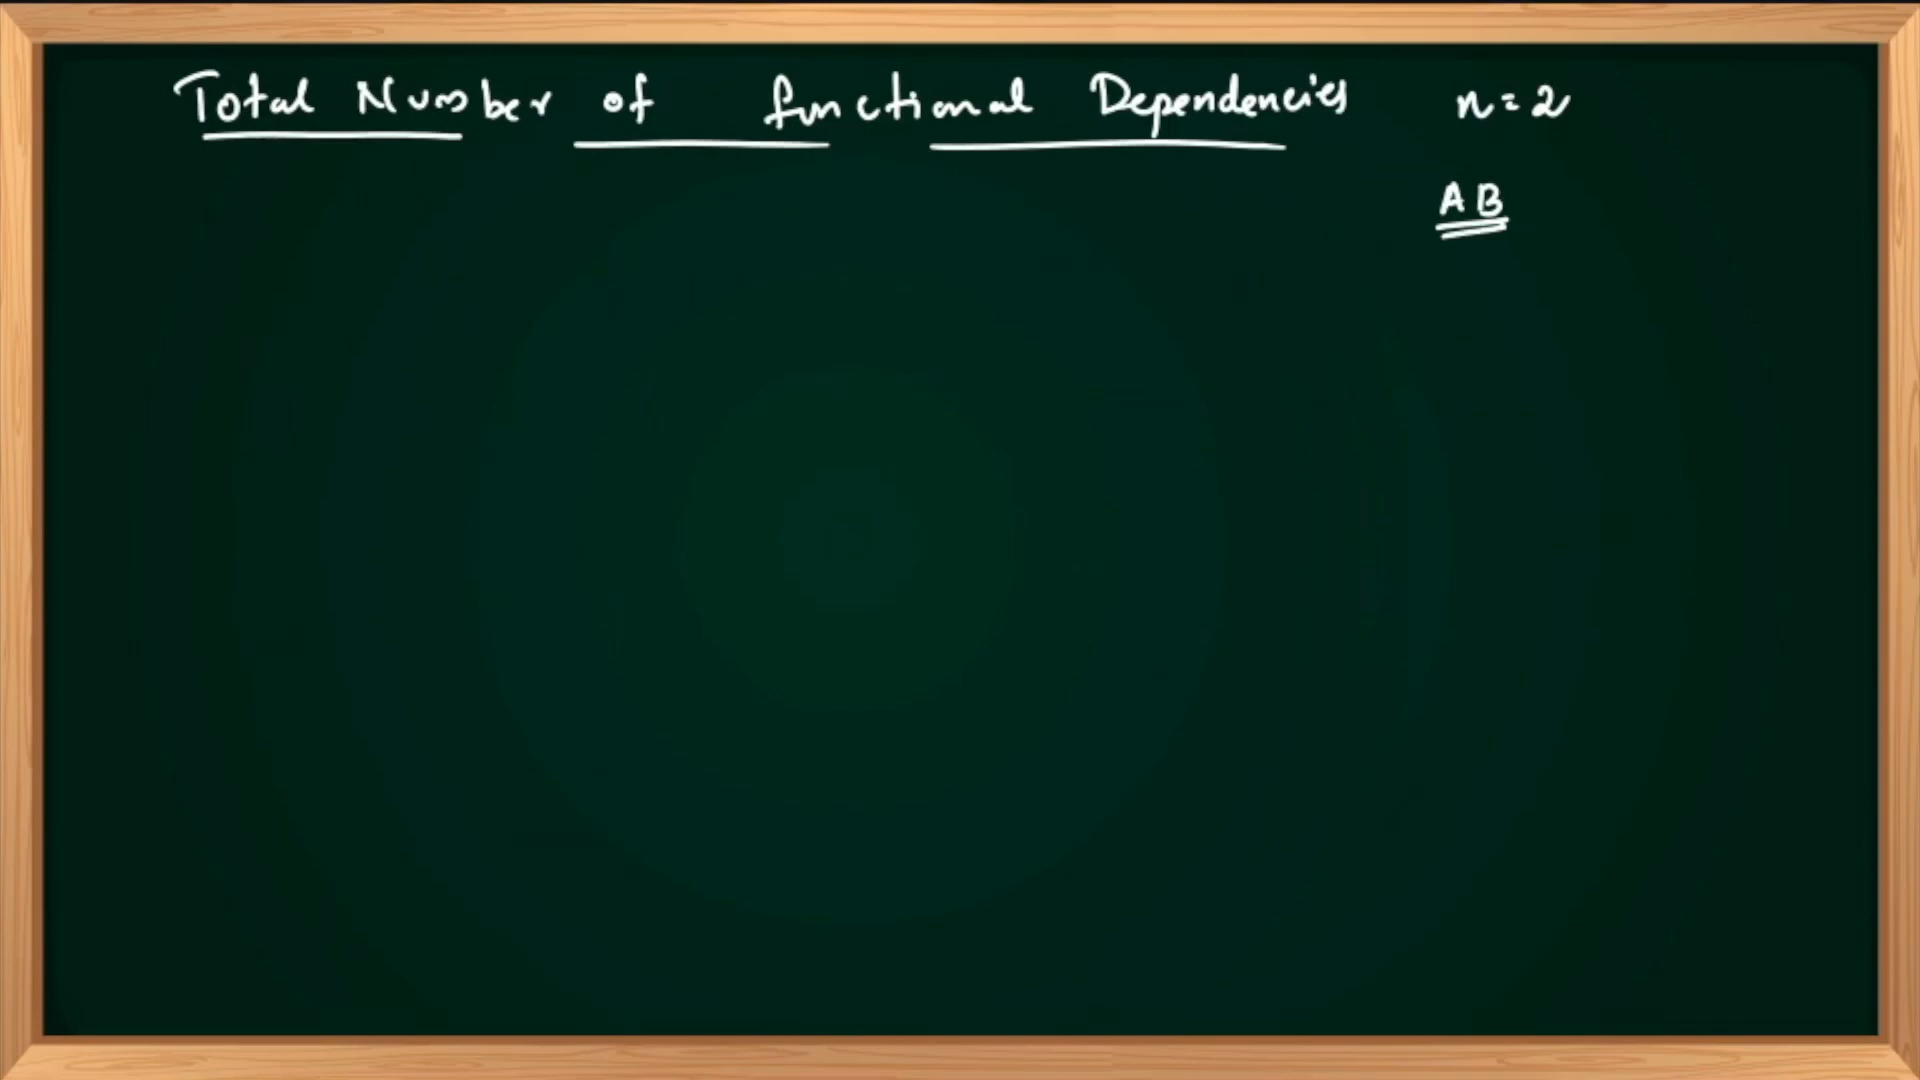 Total Number of functional Dependencies n=2
AB